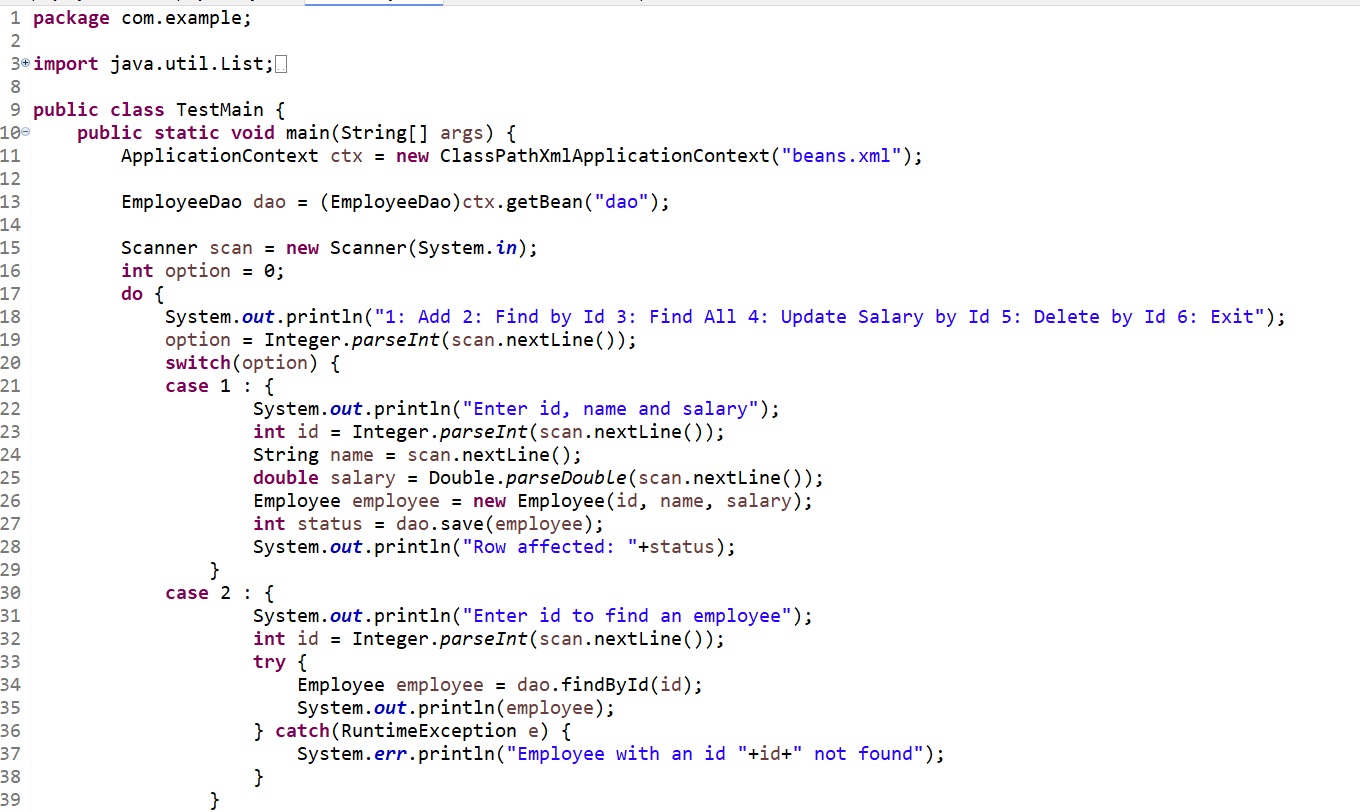 1 package com.example;
2
3 import java.util.List;
8
9 public class TestMain {
10     public static void main(String[] args) {
11         ApplicationContext ctx = new ClassPathXmlApplicationContext("beans.xml");
12
13         EmployeeDao dao = (EmployeeDao)ctx.getBean("dao");
14
15         Scanner scan = new Scanner(System.in);
16         int option = 0;
17         do {
18             System.out.println("1: Add 2: Find by Id 3: Find All 4: Update Salary by Id 5: Delete by Id 6: Exit");
19             option = Integer.parseInt(scan.nextLine());
20             switch(option) {
21             case 1 : {
22                     System.out.println("Enter id, name and salary");
23                     int id = Integer.parseInt(scan.nextLine());
24                     String name = scan.nextLine();
25                     double salary = Double.parseDouble(scan.nextLine());
26                     Employee employee = new Employee(id, name, salary);
27                     int status = dao.save(employee);
28                     System.out.println("Row affected: "+status);
29                 }
30             case 2 : {
31                     System.out.println("Enter id to find an employee");
32                     int id = Integer.parseInt(scan.nextLine());
33                     try {
34                         Employee employee = dao.findById(id);
35                         System.out.println(employee);
36                     } catch(RuntimeException e) {
37                         System.err.println("Employee with an id "+id+" not found");
38                     }
39                 }